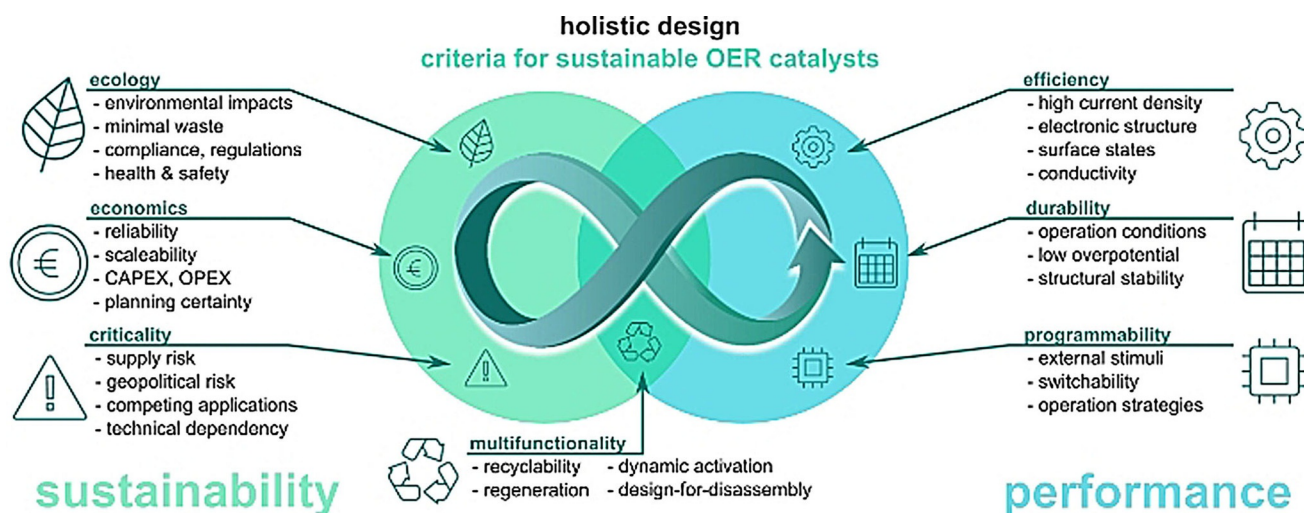 holistic design
criteria for sustainable OER catalysts
ecology
- environmental impacts
- minimal waste
- compliance, regulations
- health & safety
economics
- reliability
- scaleability
- CAPEX, OPEX
- planning certainty
criticality
- supply risk
- geopolitical risk
- competing applications
- technical dependency
sustainability
multifunctionality
- recyclability - dynamic activation
- regeneration - design-for-disassembly
efficiency
- high current density
- electronic structure
- surface states
- conductivity
durability
- operation conditions
- low overpotential
- structural stability
programmability
- external stimuli
- switchability
- operation strategies
performance